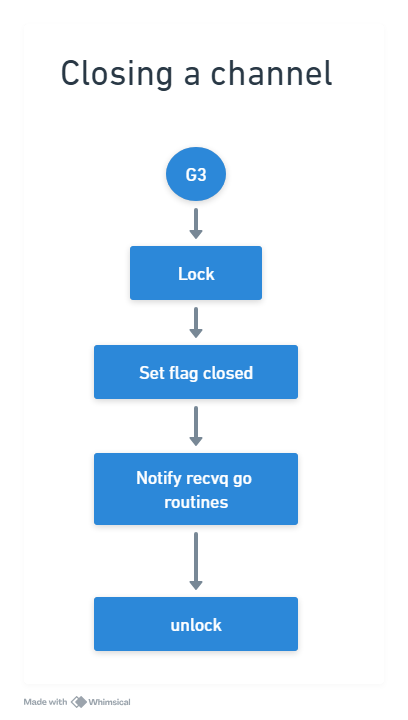 Closing a channel
G3
Lock
Set flag closed
Notify recvq go
routines
unlock
Made with Whimsical